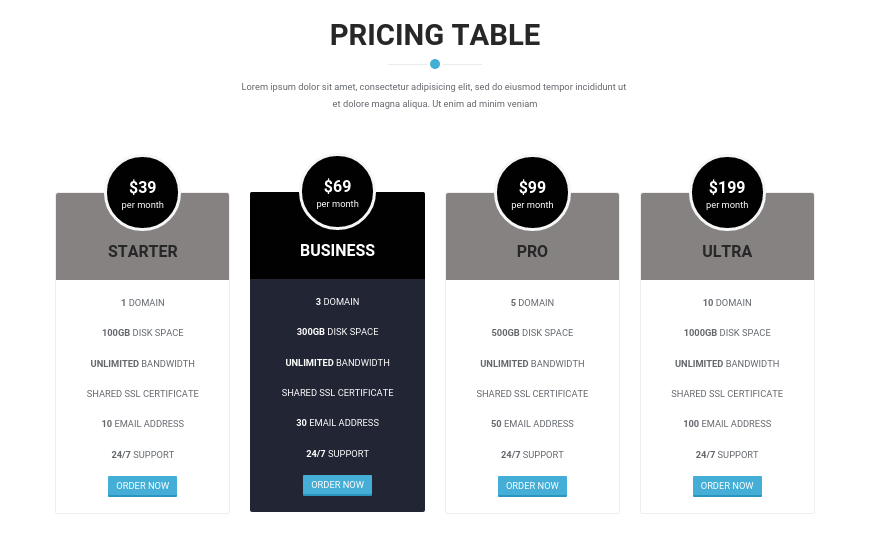 PRICING TABLE
Lorem ipsum dolor sit amet, consectetur adipisicing elit, sed do eiusmod tempor incididunt ut
et dolore magna aliqua. Ut enim ad minim veniam
$39
per month
STARTER
1 DOMAIN
100GB DISK SPACE
UNLIMITED BANDWIDTH
SHARED SSL CERTIFICATE
10 EMAIL ADDRESS
24/7 SUPPORT
ORDER NOW
$69
per month
BUSINESS
3 DOMAIN
300GB DISK SPACE
UNLIMITED BANDWIDTH
SHARED SSL CERTIFICATE
30 EMAIL ADDRESS
24/7 SUPPORT
ORDER NOW
$99
per month
PRO
5 DOMAIN
500GB DISK SPACE
UNLIMITED BANDWIDTH
SHARED SSL CERTIFICATE
50 EMAIL ADDRESS
24/7 SUPPORT
ORDER NOW
$199
per month
ULTRA
10 DOMAIN
1000GB DISK SPACE
UNLIMITED BANDWIDTH
SHARED SSL CERTIFICATE
100 EMAIL ADDRESS
24/7 SUPPORT
ORDER NOW